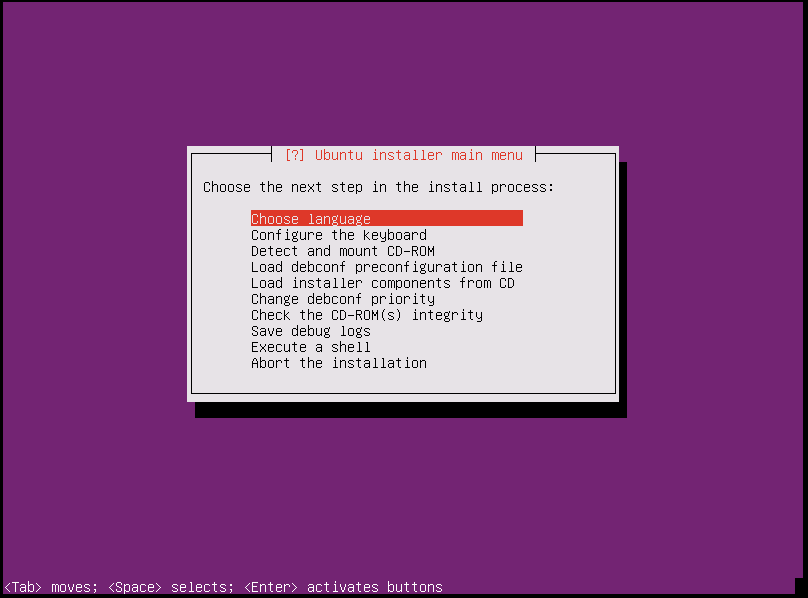 [?] Ubuntu installer main menu
Choose the next step in the install process:
Choose language
Configure the keyboard
Detect and mount CD-ROM
Load debconf preconfiguration file
Load installer components from CD
Change debconf priority
Check the CD-ROM(s) integrity
Save debug logs
Execute a shell
Abort the installation
<Tab> moves; <Space> selects; <Enter> activates buttons